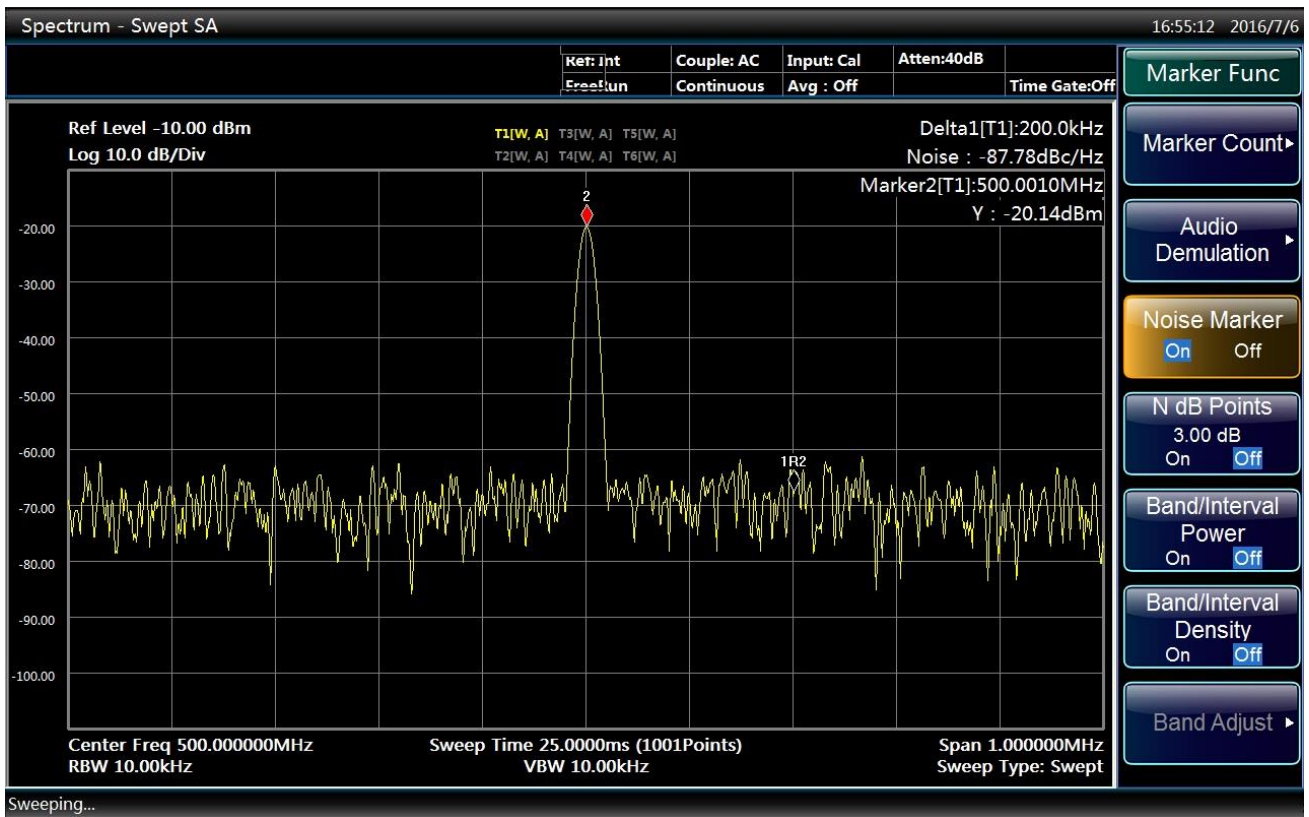 Spectrum - Swept SA
16:55:12 2016/7/6
Ref: Int Couple: AC Input: Cal Atten:40dB
FreeRun Continuous Avg : Off Time Gate:Off
Marker Func
Ref Level -10.00 dBm
Log 10.0 dB/Div
T1[W, A] T3[W, A] T5[W, A]
T2[W, A] T4[W, A] T6[W, A]
Delta1[T1]:200.0kHz
Noise : -87.78dBc/Hz
Marker2[T1]:500.0010MHz
Y : -20.14dBm
2
1R2
-20.00
-30.00
-40.00
-50.00
-60.00
-70.00
-80.00
-90.00
-100.00
Center Freq 500.000000MHz Sweep Time 25.0000ms (1001Points) Span 1.000000MHz
RBW 10.00kHz VBW 10.00kHz Sweep Type: Swept
Marker Count
Audio
Demulation
Noise Marker
On Off
N dB Points
3.00 dB
On Off
Band/Interval
Power
On Off
Band/Interval
Density
On Off
Band Adjust
Sweeping...